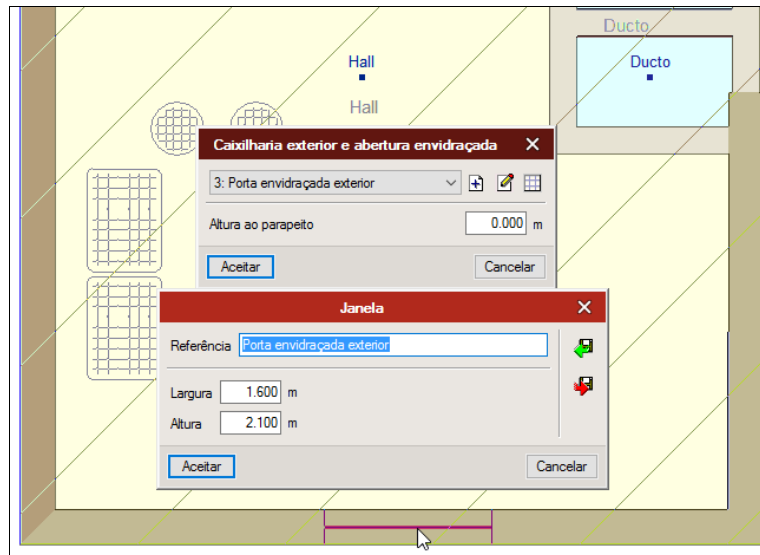 Ducto
Hall
Ducto
Hall
Caixilharia exterior e abertura envidraçada
3: Porta envidraçada exterior
Altura ao parapeito 0.000 m
Aceitar Cancelar
Janela
Referência Porta envidraçada exterior
Largura 1.600 m
Altura 2.100 m
Aceitar Cancelar